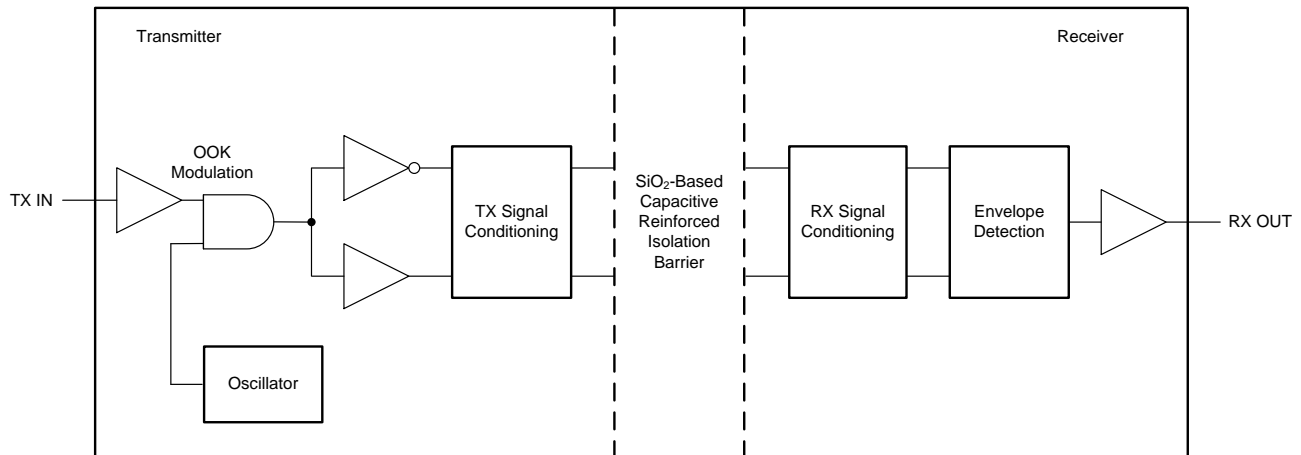 Transmitter
Receiver
OOK
Modulation
TX IN
TX Signal
Conditioning
SiO₂-Based
Capacitive
Reinforced
Isolation
Barrier
RX Signal
Conditioning
Envelope
Detection
RX OUT
Oscillator